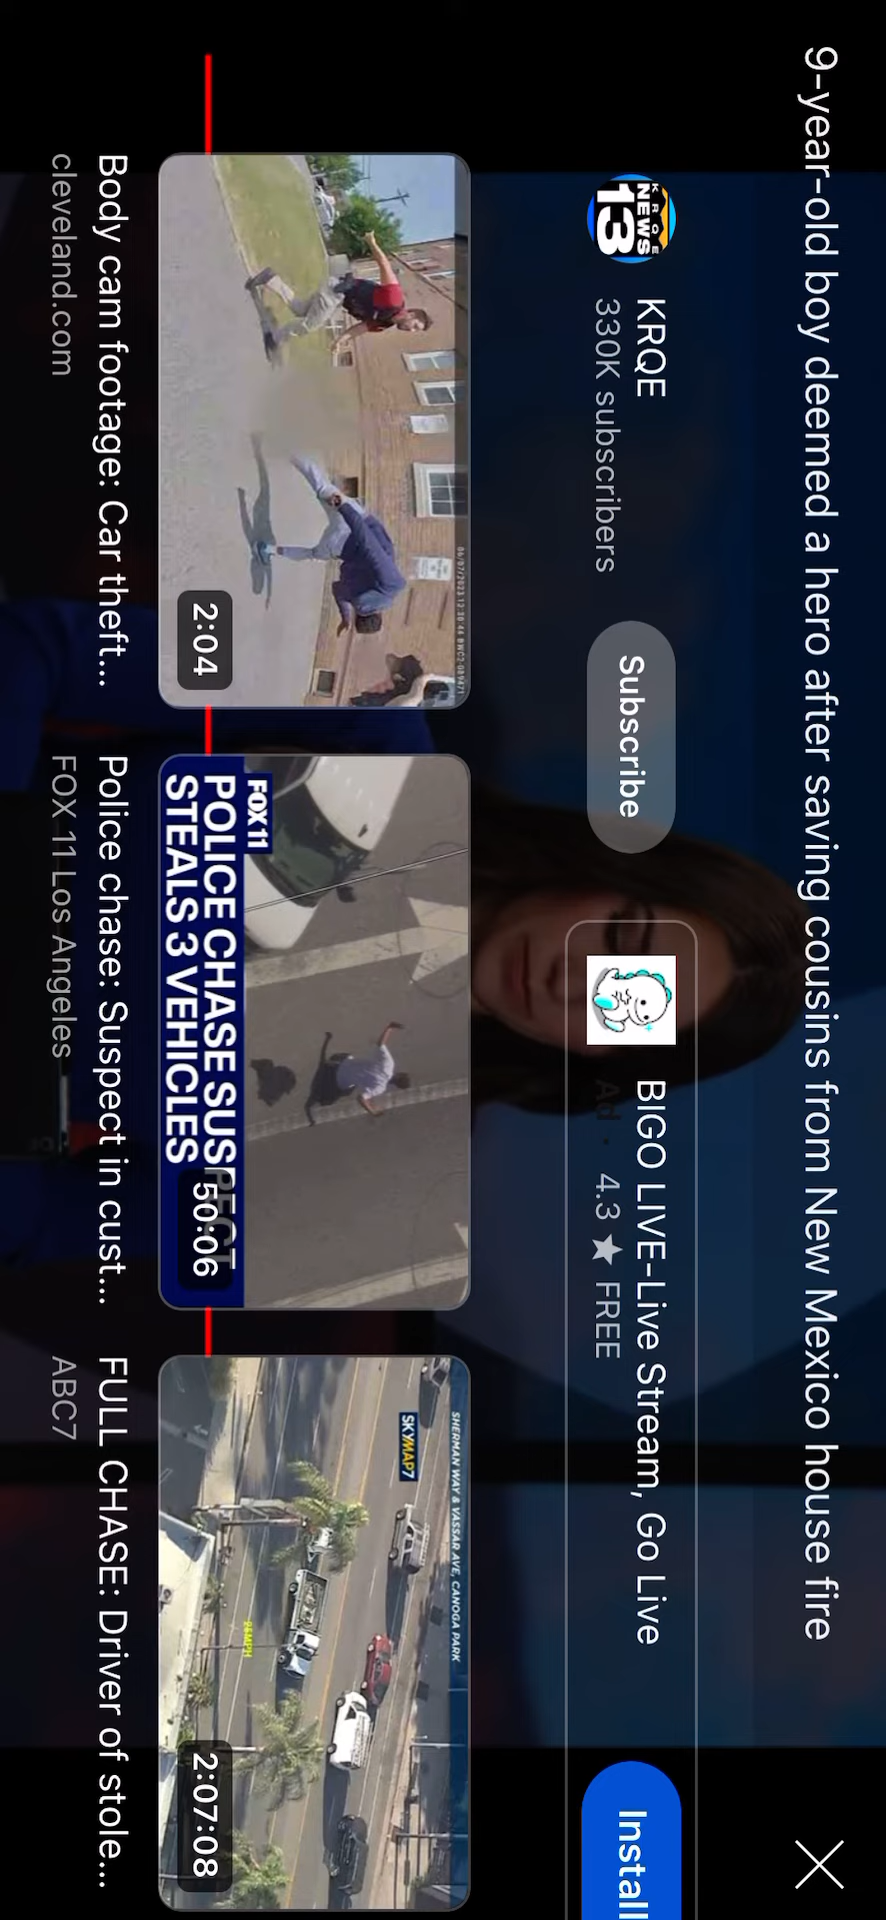 9-year-old boy deemed a hero after saving cousins from New Mexico house fire
KRQE
NEWS
13
KRQE
330K subscribers
Subscribe
BIGO LIVE-Live Stream, Go Live
Ad · 4.3 ★ FREE
Install
2:04
Body cam footage: Car theft...
cleveland.com
FOX 11
POLICE CHASE SUSPECT
STEALS 3 VEHICLES
50:06
Police chase: Suspect in cust...
FOX 11 Los Angeles
SHERMAN WAY & VASSAR AVE, CANOGA PARK
SKYMAP7
2:07:08
FULL CHASE: Driver of stole...
ABC7